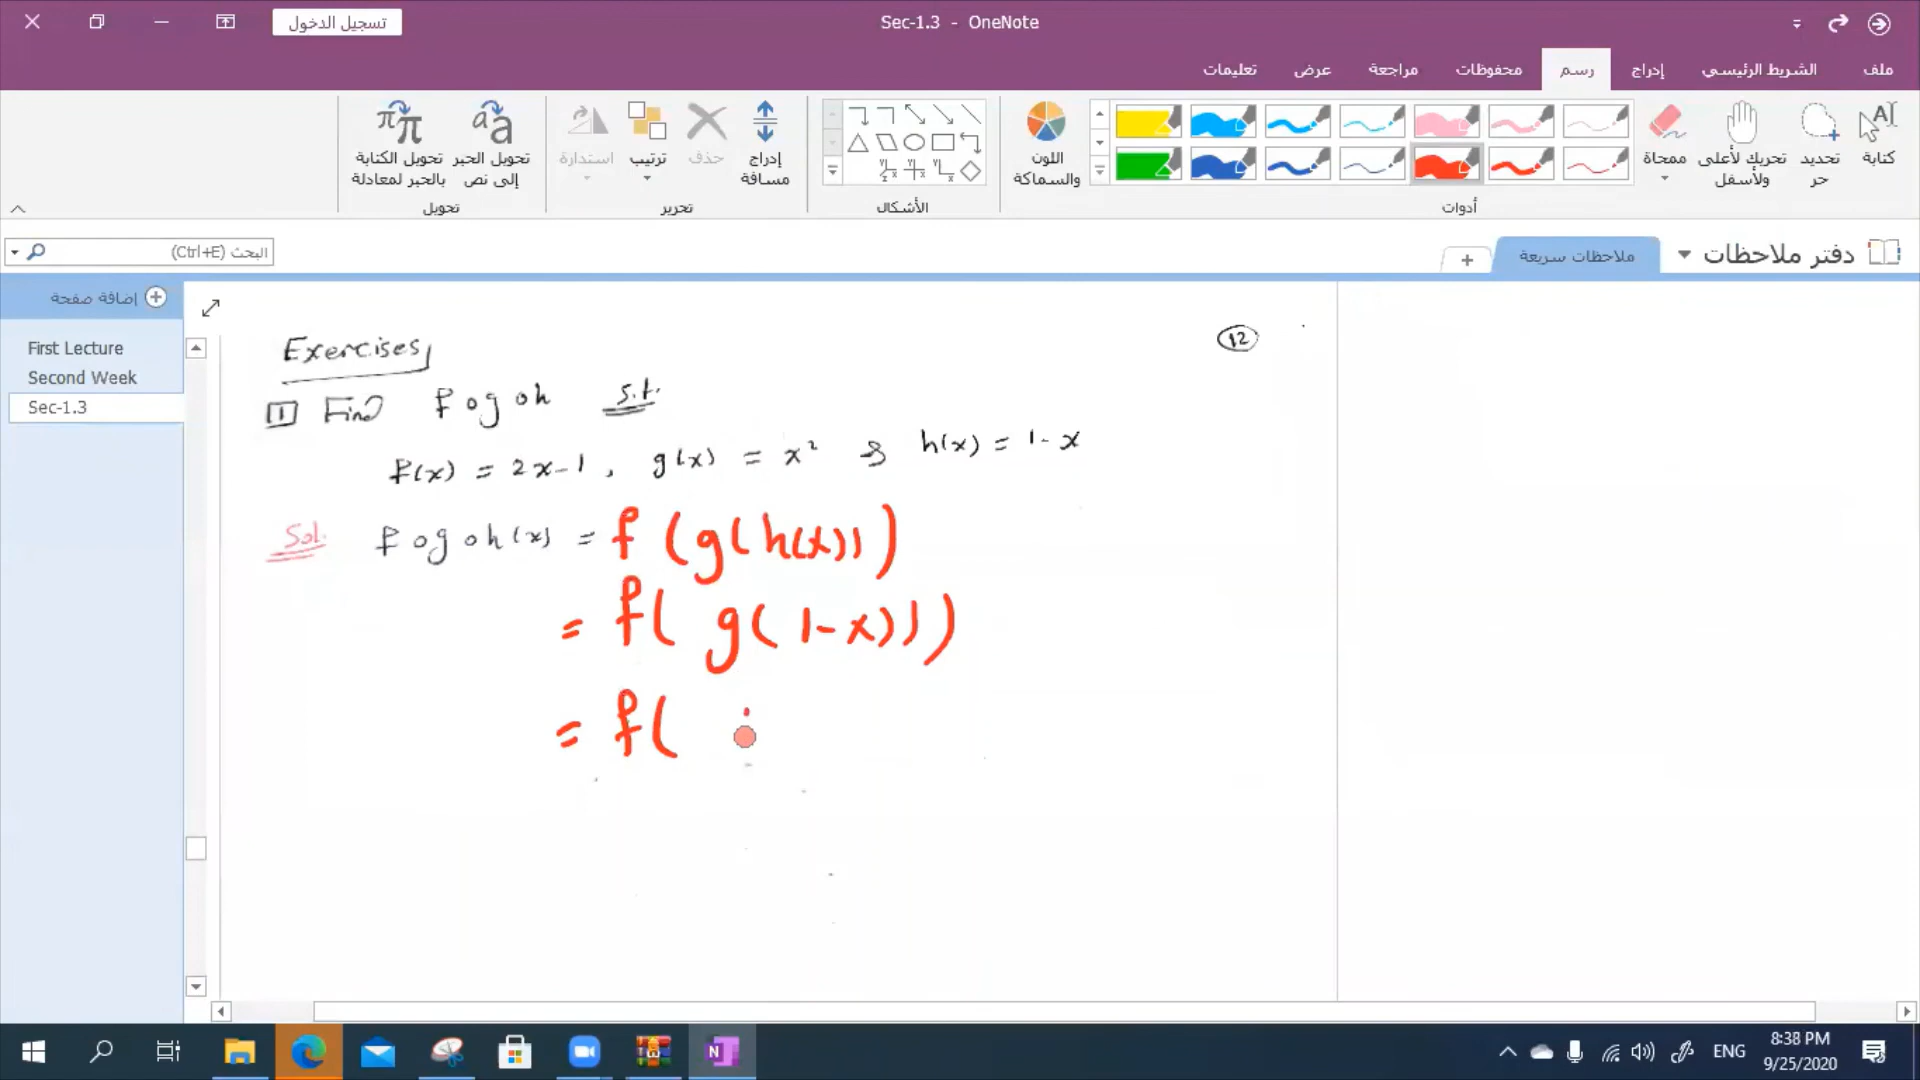 تسجيل الدخول
Sec-1.3 - OneNote
ملف الشريط الرئيسي إدراج رسم محفوظات مراجعة عرض تعليمات
كتابة
تحديد حر
تحريك لأعلى ولأسفل
ممحاة
أدوات
اللون والسماكة
الأشكال
إدراج مسافة
حذف
ترتيب
استدارة
تحرير
تحويل الحبر إلى نص
تحويل الكتابة بالحبر لمعادلة
تحويل
دفتر ملاحظات
ملاحظات سريعة
+
البحث (Ctrl+E)
إضافة صفحة
First Lecture
Second Week
Sec-1.3
Exercises
12
1 Find f o g o h s.t.
f(x) = 2x-1, g(x) = x² & h(x) = 1-x
Sol. f o g o h(x) = f(g(h(x)))
= f( g(1-x)))
= f(
ENG
8:38 PM
9/25/2020